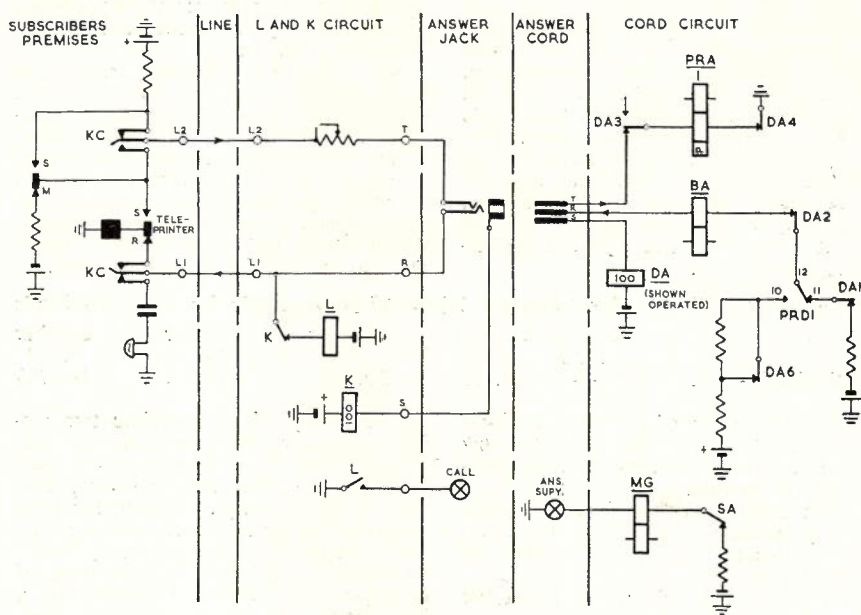 SUBSCRIBERS PREMISES
LINE
L AND K CIRCUIT
ANSWER JACK
ANSWER CORD
CORD CIRCUIT
+
PRA
I
P
DA3
DA4
KC
L2
L2
T
S
M
S
TELE-PRINTER
R
T
R
S
BA
DA2
KC
L1
L1
R
100
DA
(SHOWN OPERATED)
12
10
11
PRD1
DA1
K
L
DA6
K
+
100
S
+
L
CALL
ANS. SUPY.
MG
SA